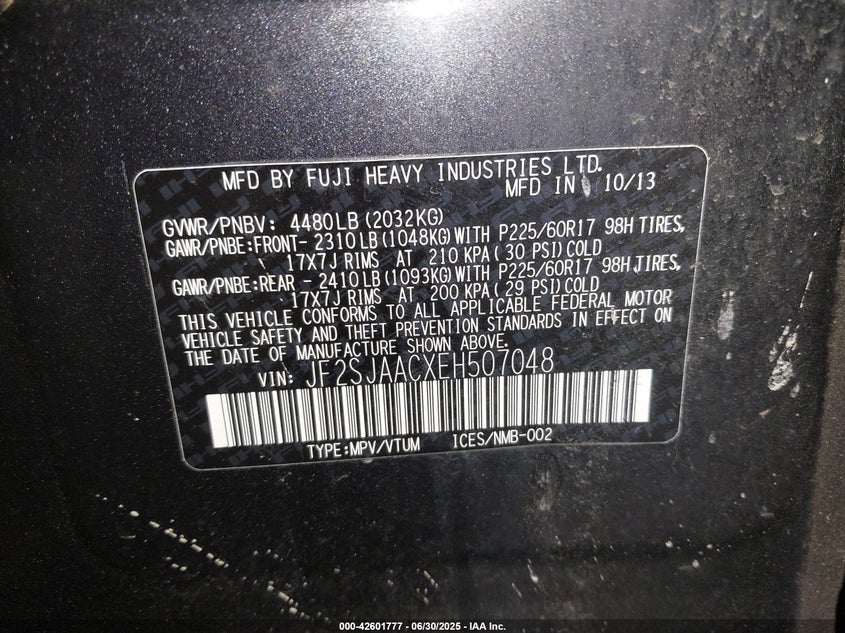 MFD BY FUJI HEAVY INDUSTRIES LTD.
MFD IN 10/13
GVWR/PNBV: 4480LB (2032KG)
GAWR/PNBE:FRONT- 2310 LB (1048KG) WITH P225/60R17 98H TIRES,
17X7J RIMS AT 210 KPA ( 30 PSI) COLD
GAWR/PNBE:REAR - 2410 LB (1093KG) WITH P225/60R17 98H TIRES,
17X7J RIMS AT 200 KPA ( 29 PSI) COLD
THIS VEHICLE CONFORMS TO ALL APPLICABLE FEDERAL MOTOR
VEHICLE SAFETY AND THEFT PREVENTION STANDARDS IN EFFECT ON
THE DATE OF MANUFACTURE SHOWN ABOVE.
VIN: JF2SJAACXEH507048
TYPE:MPV/VTUM ICES/NMB-002
000-42601777 - 06/30/2025 - IAA Inc.